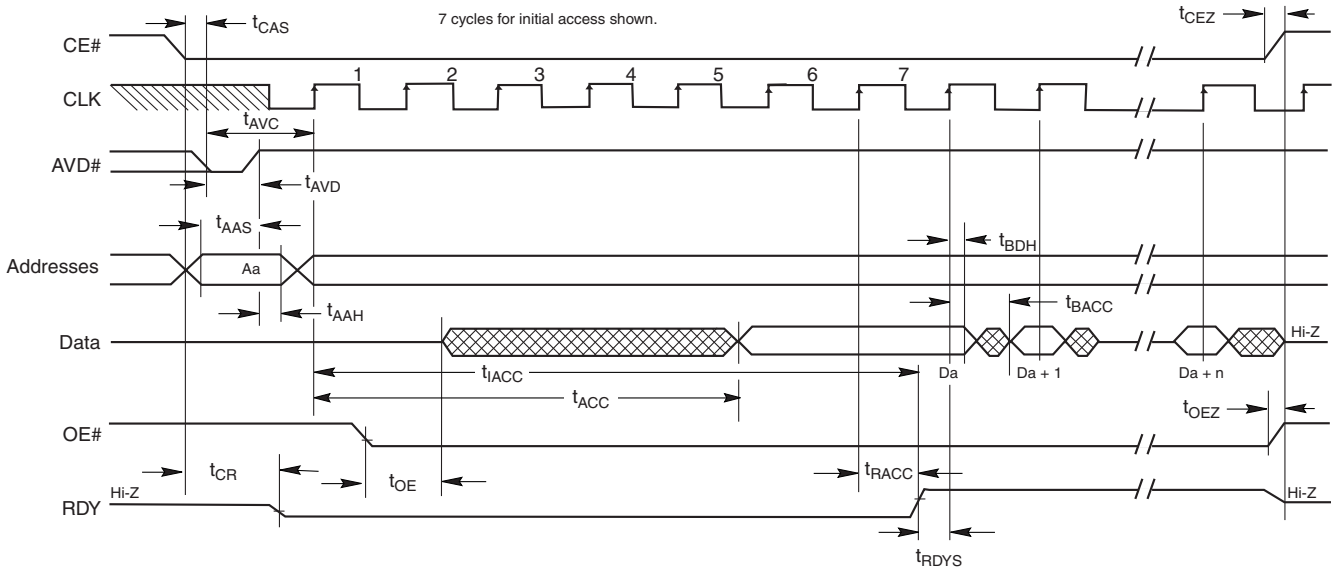 7 cycles for initial access shown.
tCAS
tCEZ
CE#
1 2 3 4 5 6 7
CLK
tAVC
AVD#
tAVD
tAAS
tBDH
Addresses
Aa
tBACC
tAAH
Data
Hi-Z
tIACC
Da
Da + 1
Da + n
tACC
tOEZ
OE#
tCR
tOE
tRACC
Hi-Z
Hi-Z
RDY
tRDYS